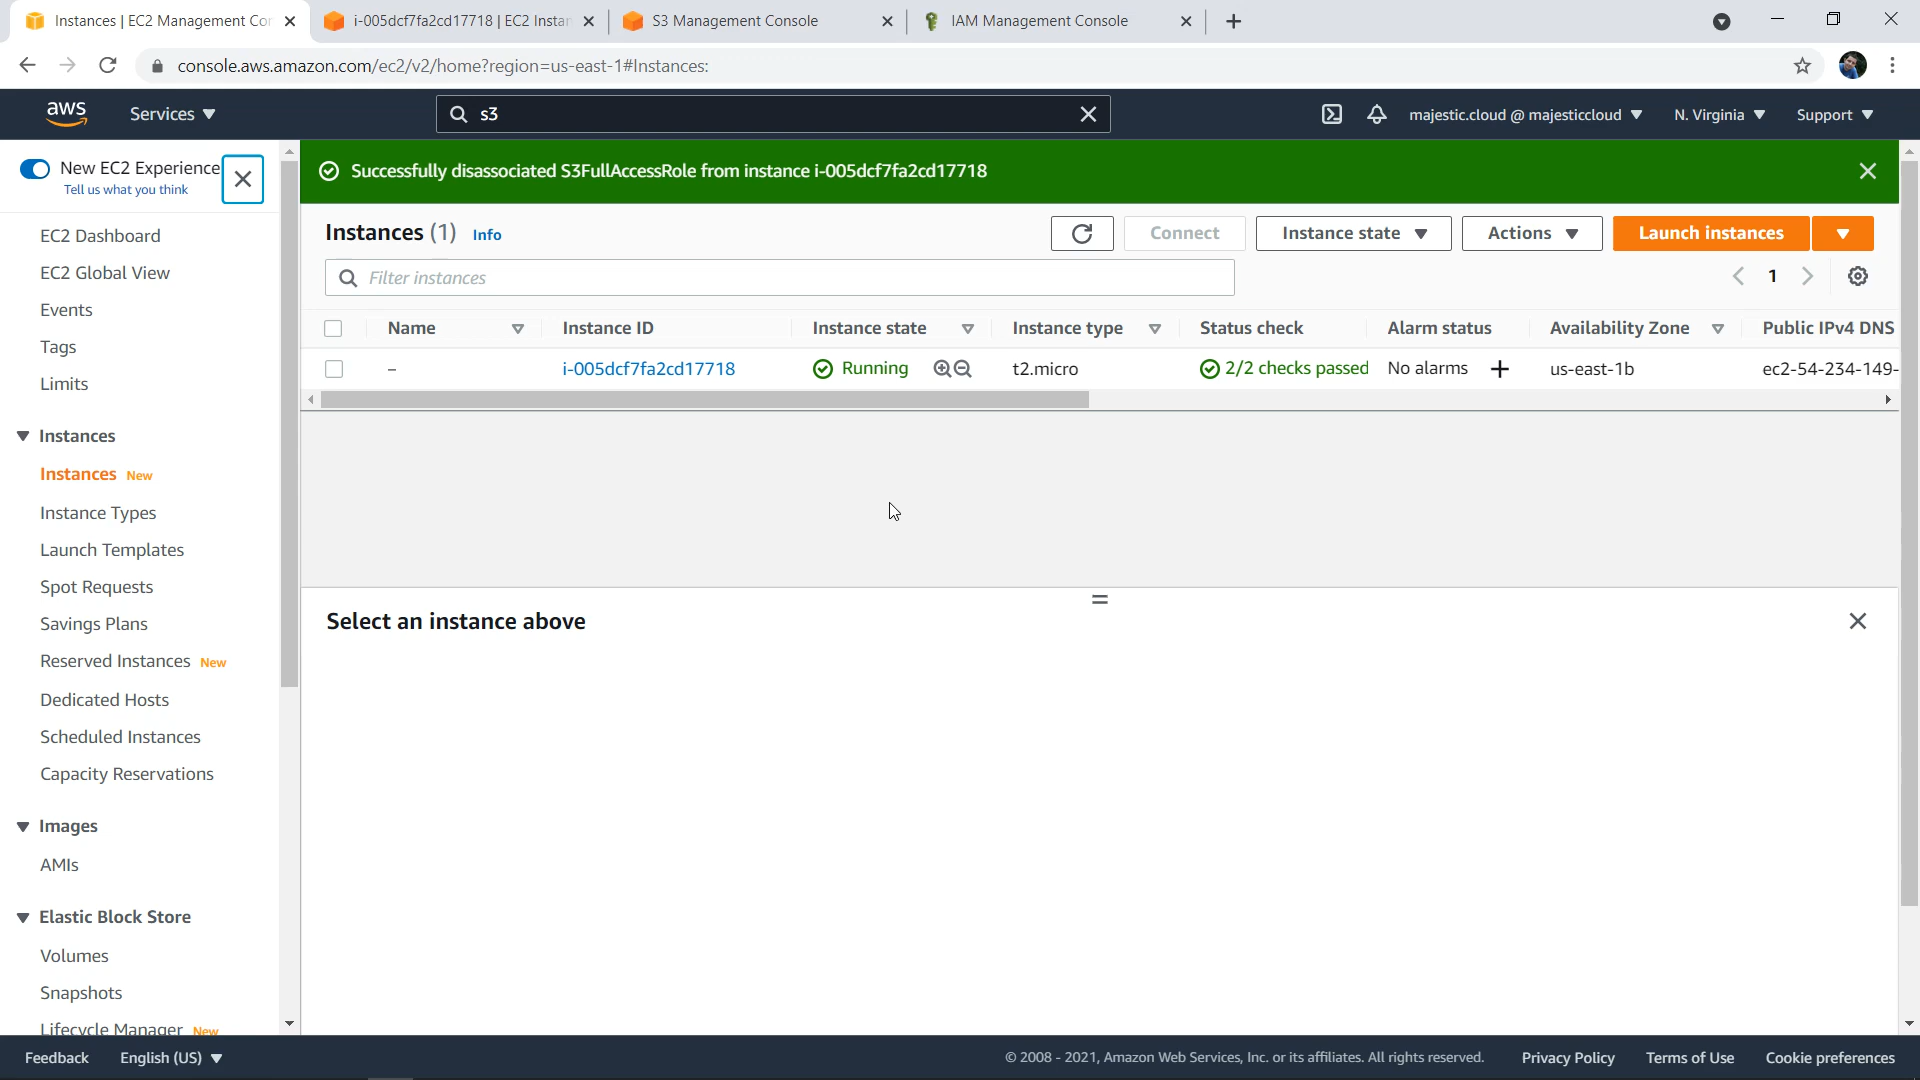 Instances | EC2 Management Con
i-005dcf7fa2cd17718 | EC2 Instan
S3 Management Console
IAM Management Console
console.aws.amazon.com/ec2/v2/home?region=us-east-1#Instances:
aws
Services
s3
majestic.cloud @ majesticcloud
N. Virginia
Support
New EC2 Experience
Tell us what you think
EC2 Dashboard
EC2 Global View
Events
Tags
Limits
Instances
Instances New
Instance Types
Launch Templates
Spot Requests
Savings Plans
Reserved Instances New
Dedicated Hosts
Scheduled Instances
Capacity Reservations
Images
AMIs
Elastic Block Store
Volumes
Snapshots
Lifecycle Manager New
Successfully disassociated S3FullAccessRole from instance i-005dcf7fa2cd17718
Instances (1) Info
Connect
Instance state
Actions
Launch instances
Filter instances
1
Name Instance ID Instance state Instance type Status check Alarm status Availability Zone Public IPv4 DNS
– i-005dcf7fa2cd17718 Running t2.micro 2/2 checks passed No alarms + us-east-1b ec2-54-234-149-
Select an instance above
Feedback
English (US)
© 2008 - 2021, Amazon Web Services, Inc. or its affiliates. All rights reserved.
Privacy Policy
Terms of Use
Cookie preferences